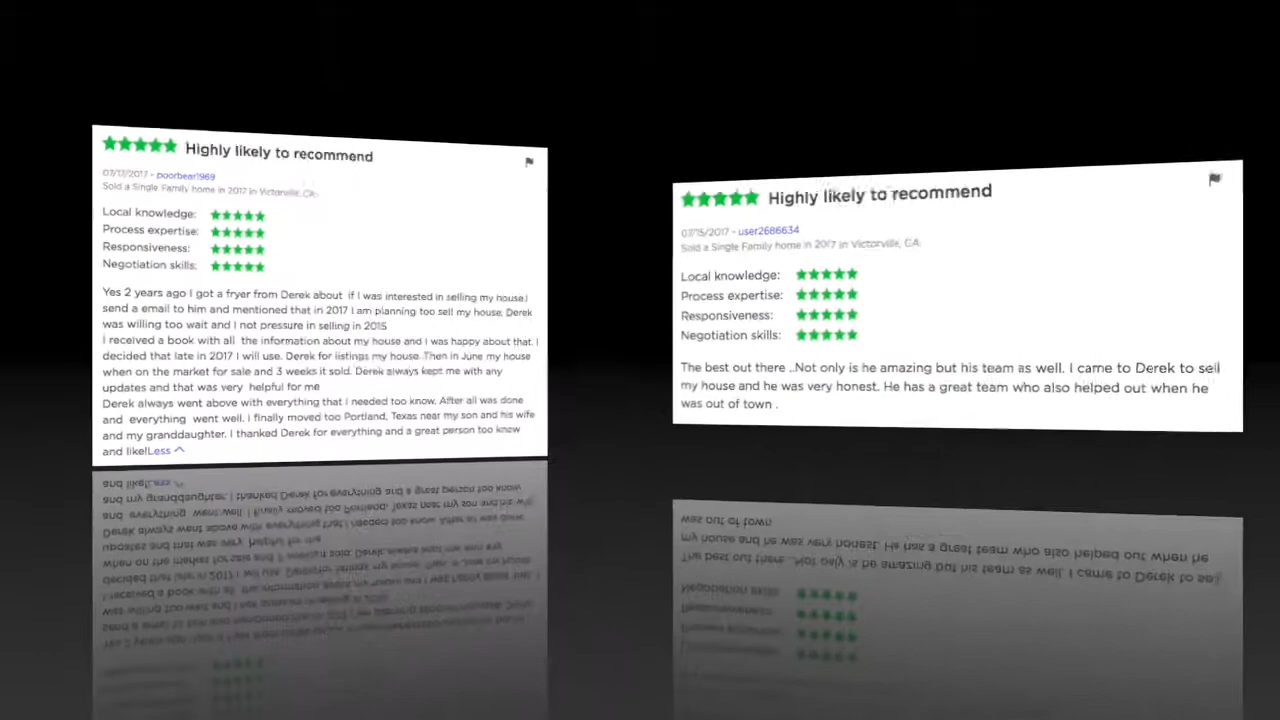 Highly likely to recommend
07/17/2017 - poorbear1969
Sold a Single Family home in 2017 in Victorville, CA.
Local knowledge:
Process expertise:
Responsiveness:
Negotiation skills:
Yes 2 years ago I got a fryer from Derek about if I was interested in selling my house.I
send a email to him and mentioned that in 2017 I am planning too sell my house. Derek
was willing too wait and I not pressure in selling in 2015
I received a book with all the information about my house and I was happy about that. I
decided that late in 2017 I will use. Derek for listings my house. Then in June my house
when on the market for sale and 3 weeks it sold. Derek always kept me with any
updates and that was very helpful for me
Derek always went above with everything that I needed too know. After all was done
and everything went well. I finally moved too Portland, Texas near my son and his wife
and my granddaughter. I thanked Derek for everything and a great person too know
and like!Less ^
Highly likely to recommend
07/15/2017 - user2686634
Sold a Single Family home in 2017 in Victorville, CA.
Local knowledge:
Process expertise:
Responsiveness:
Negotiation skills:
The best out there ..Not only is he amazing but his team as well. I came to Derek to sell
my house and he was very honest. He has a great team who also helped out when he
was out of town .